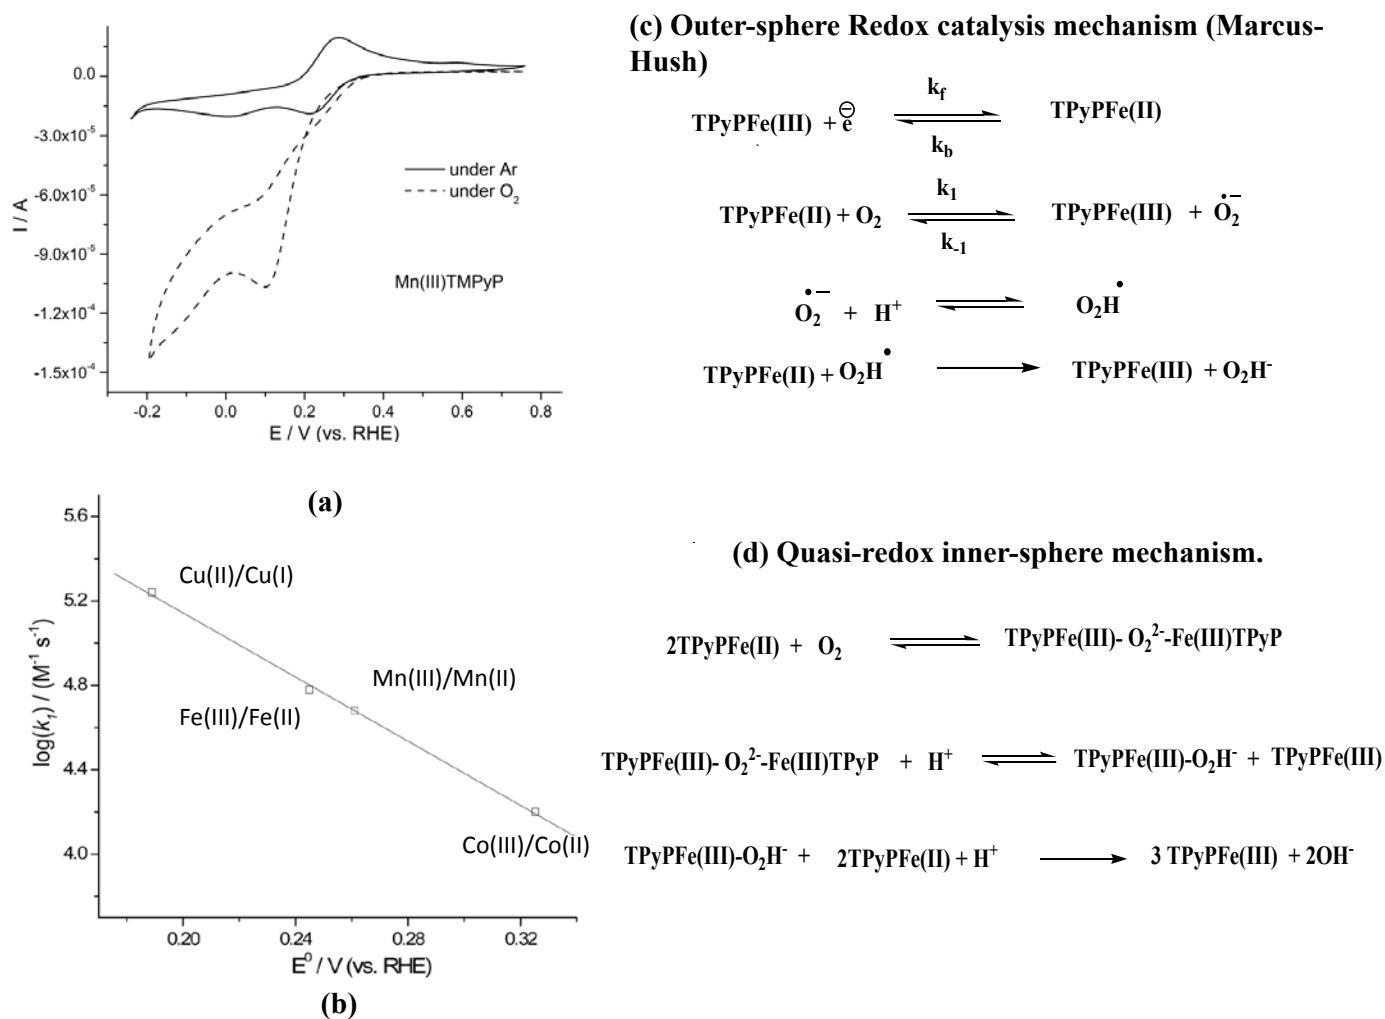 (c) Outer-sphere Redox catalysis mechanism (Marcus-
Hush)
0.0
-3.0x10⁻⁵
-6.0x10⁻⁵
-9.0x10⁻⁵
-1.2x10⁻⁴
-1.5x10⁻⁴
I / A
under Ar
under O₂
Mn(III)TMPyP
-0.2 0.0 0.2 0.4 0.6 0.8
E / V (vs. RHE)
(a)
k_f
TPyPFe(III) + e⊖ ⇌ TPyPFe(II)
k_b
k₁
TPyPFe(II) + O₂ ⇌ TPyPFe(III) + O₂•−
k₋₁
O₂•− + H⁺ ⇌ O₂H•
TPyPFe(II) + O₂H• → TPyPFe(III) + O₂H⁻
5.6
5.2
4.8
4.4
4.0
log(k₁) / (M⁻¹ s⁻¹)
Cu(II)/Cu(I)
Mn(III)/Mn(II)
Fe(III)/Fe(II)
Co(III)/Co(II)
0.20 0.24 0.28 0.32
E⁰ / V (vs. RHE)
(b)
(d) Quasi-redox inner-sphere mechanism.
2TPyPFe(II) + O₂ ⇌ TPyPFe(III)- O₂²⁻-Fe(III)TPyP
TPyPFe(III)- O₂²⁻-Fe(III)TPyP + H⁺ ⇌ TPyPFe(III)-O₂H⁻ + TPyPFe(III)
TPyPFe(III)-O₂H⁻ + 2TPyPFe(II) + H⁺ → 3 TPyPFe(III) + 2OH⁻